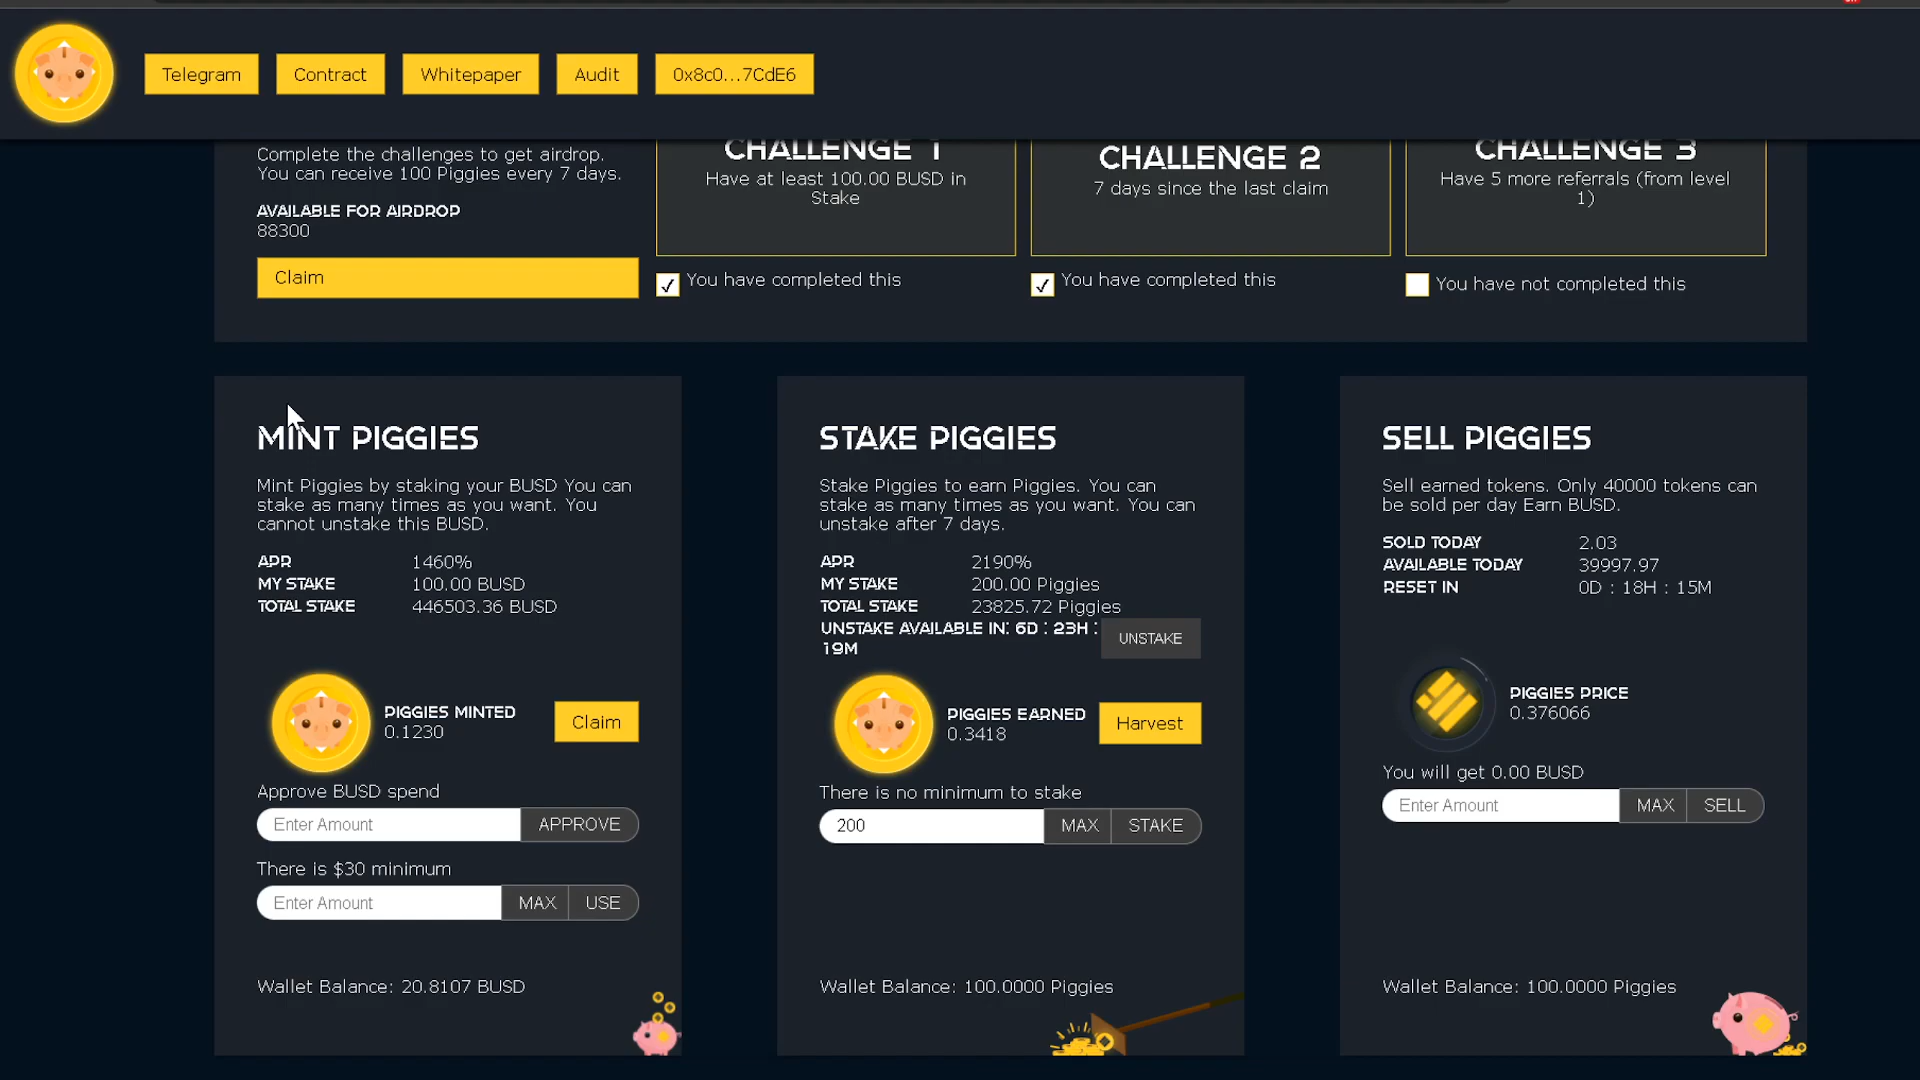 Telegram
Contract
Whitepaper
Audit
0x8c0...7CdE6
Complete the challenges to get airdrop.
You can receive 100 Piggies every 7 days.
AVAILABLE FOR AIRDROP
88300
Claim
CHALLENGE 1
Have at least 100.00 BUSD in
Stake
You have completed this
CHALLENGE 2
7 days since the last claim
You have completed this
CHALLENGE 3
Have 5 more referrals (from level
1)
You have not completed this
MINT PIGGIES
Mint Piggies by staking your BUSD You can
stake as many times as you want. You
cannot unstake this BUSD.
APR 1460%
MY STAKE 100.00 BUSD
TOTAL STAKE 446503.36 BUSD
PIGGIES MINTED
0.1230
Claim
Approve BUSD spend
Enter Amount APPROVE
There is $30 minimum
Enter Amount MAX USE
Wallet Balance: 20.8107 BUSD
STAKE PIGGIES
Stake Piggies to earn Piggies. You can
stake as many times as you want. You can
unstake after 7 days.
APR 2190%
MY STAKE 200.00 Piggies
TOTAL STAKE 23825.72 Piggies
UNSTAKE AVAILABLE IN: 6D : 23H :
19M
UNSTAKE
PIGGIES EARNED
0.3418
Harvest
There is no minimum to stake
200 MAX STAKE
Wallet Balance: 100.0000 Piggies
SELL PIGGIES
Sell earned tokens. Only 40000 tokens can
be sold per day Earn BUSD.
SOLD TODAY 2.03
AVAILABLE TODAY 39997.97
RESET IN 0D : 18H : 15M
PIGGIES PRICE
0.376066
You will get 0.00 BUSD
Enter Amount MAX SELL
Wallet Balance: 100.0000 Piggies